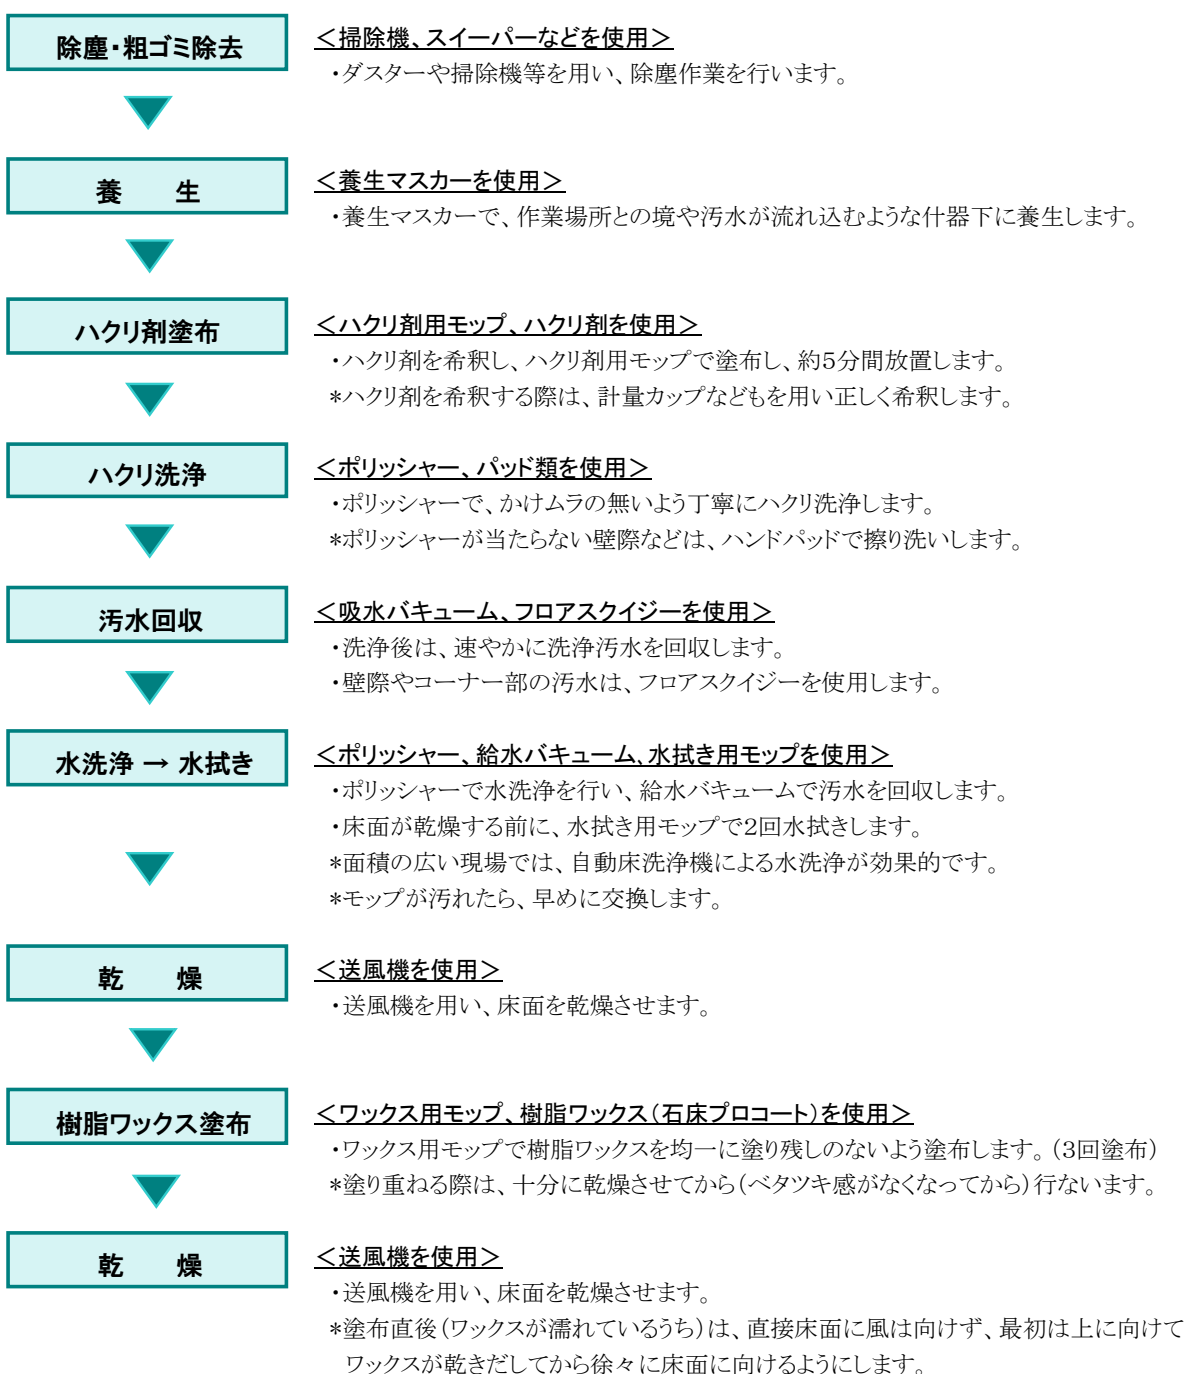 除塵・粗ゴミ除去
＜掃除機、スイーパーなどを使用＞
・ダスターや掃除機等を用い、除塵作業を行います。
養　　生
＜養生マスカーを使用＞
・養生マスカーで、作業場所との境や汚水が流れ込むような什器下に養生します。
ハクリ剤塗布
＜ハクリ剤用モップ、ハクリ剤を使用＞
・ハクリ剤を希釈し、ハクリ剤用モップで塗布し、約５分間放置します。
*ハクリ剤を希釈する際は、計量カップなどもを用い正しく希釈します。
ハクリ洗浄
＜ポリッシャー、パッド類を使用＞
・ポリッシャーで、かけムラの無いよう丁寧にハクリ洗浄します。
*ポリッシャーが当たらない壁際などは、ハンドパッドで擦り洗いします。
汚水回収
＜吸水バキューム、フロアスクイジーを使用＞
・洗浄後は、速やかに洗浄汚水を回収します。
・壁際やコーナー部の汚水は、フロアスクイジーを使用します。
水洗浄 → 水拭き
＜ポリッシャー、給水バキューム、水拭き用モップを使用＞
・ポリッシャーで水洗浄を行い、給水バキュームで汚水を回収します。
・床面が乾燥する前に、水拭き用モップで２回水拭きします。
*面積の広い現場では、自動床洗浄機による水洗浄が効果的です。
*モップが汚れたら、早めに交換します。
乾　　燥
＜送風機を使用＞
・送風機を用い、床面を乾燥させます。
樹脂ワックス塗布
＜ワックス用モップ、樹脂ワックス（石床プロコート）を使用＞
・ワックス用モップで樹脂ワックスを均一に塗り残しのないよう塗布します。（３回塗布）
*塗り重ねる際は、十分に乾燥させてから（ベタツキ感がなくなってから）行ないます。
乾　　燥
＜送風機を使用＞
・送風機を用い、床面を乾燥させます。
*塗布直後（ワックスが濡れているうち）は、直接床面に風は向けず、最初は上に向けて
ワックスが乾きだしてから徐々に床面に向けるようにします。